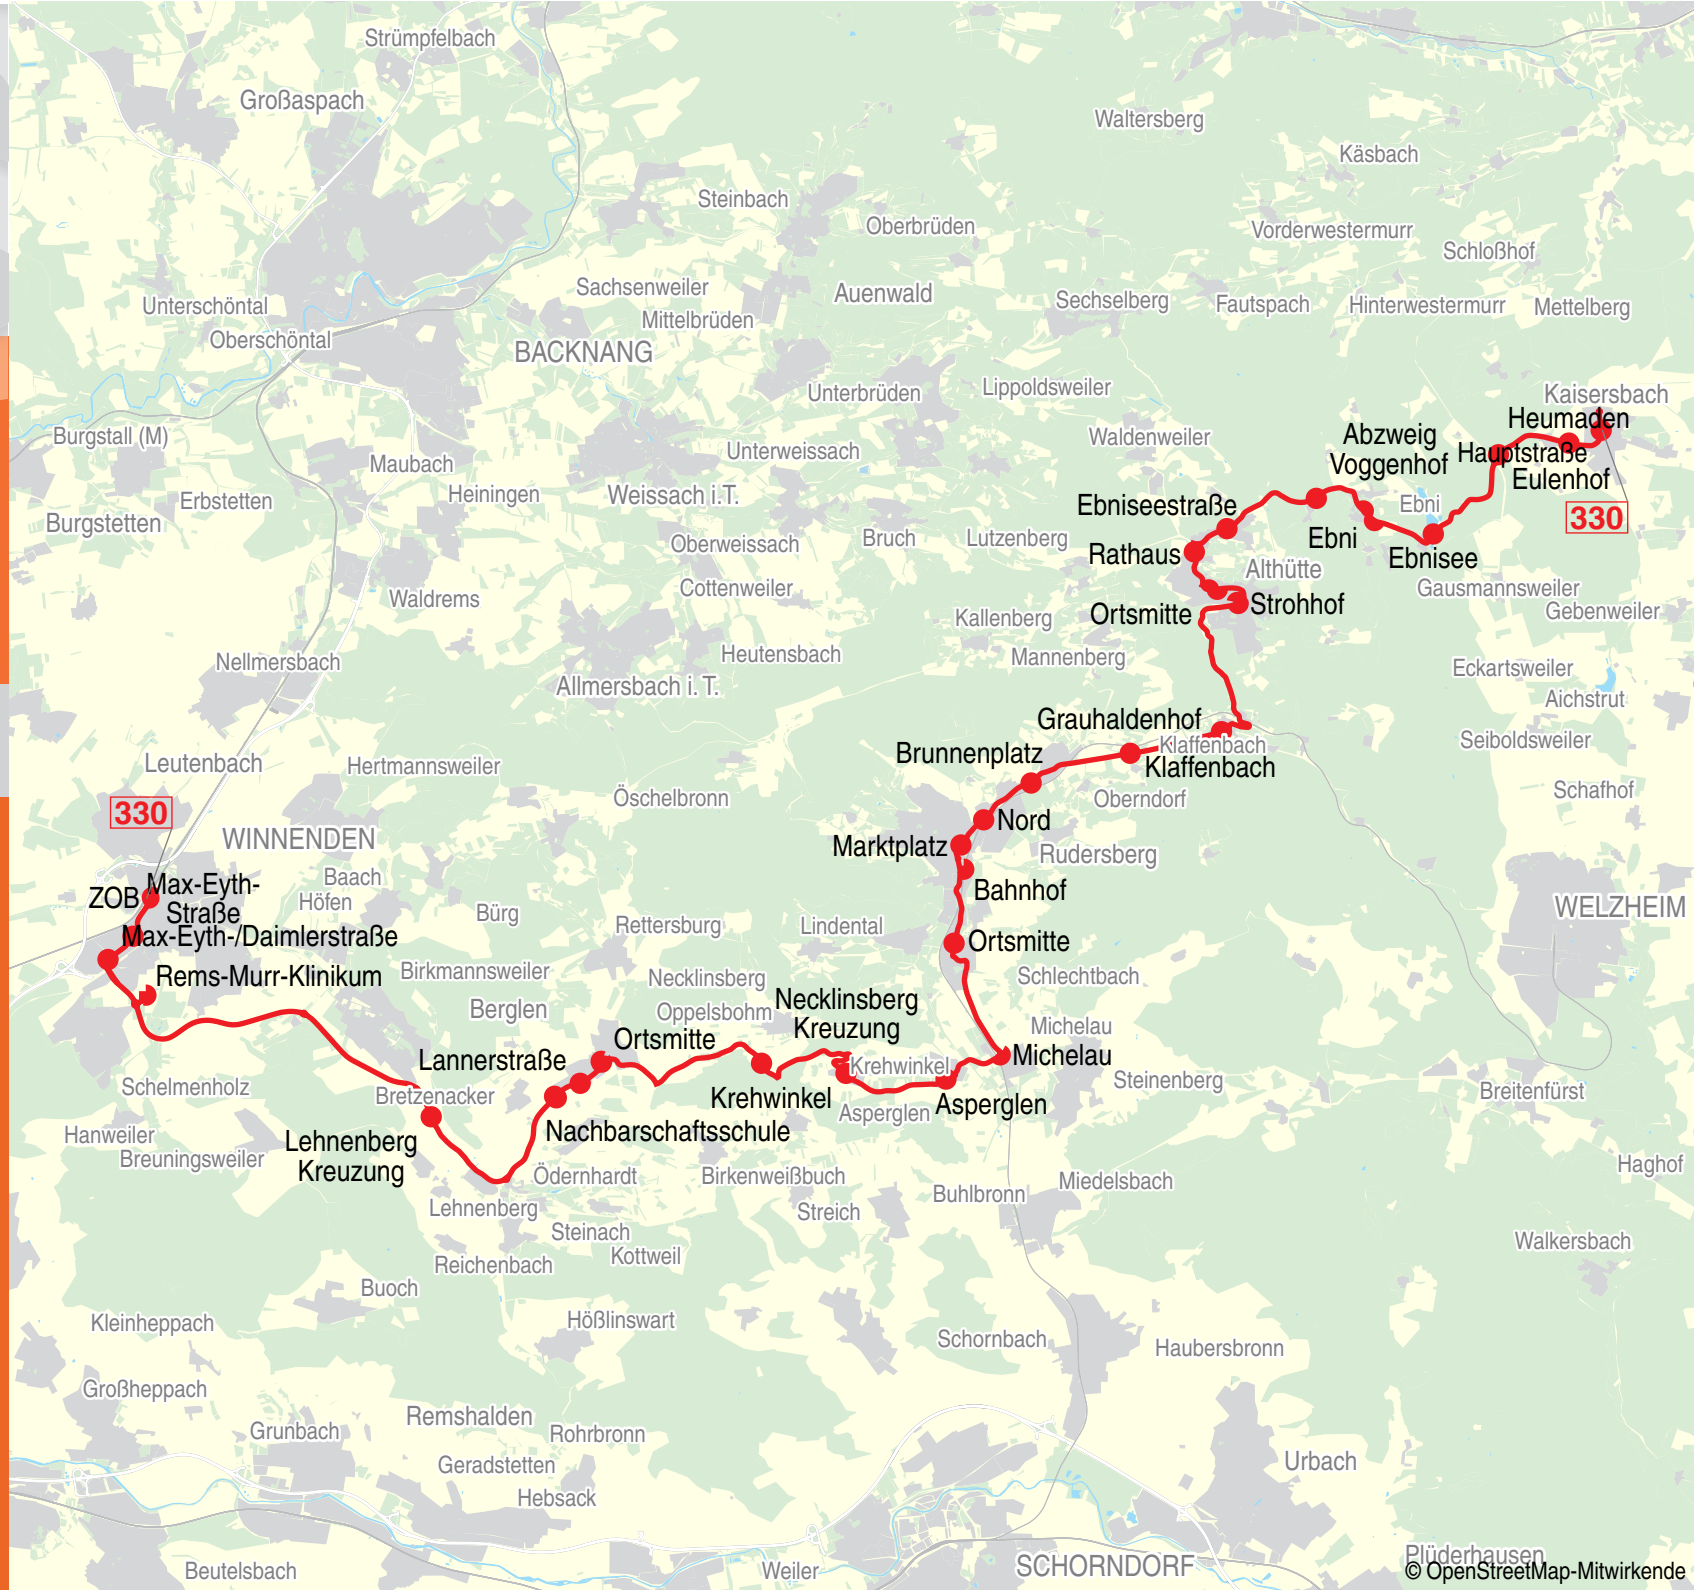 Strümpfelbach
Großaspach
Waltersberg
Käsbach
Steinbach
Oberbrüden
Vorderwestermurr
Schloßhof
Sachsenweiler
Auenwald
Unterschöntal
Mittelbrüden
Sechselberg
Fautspach
Hinterwestermurr
Mettelberg
Oberschöntal
BACKNANG
Unterbrüden
Lippoldsweiler
Kaisersbach
Heumaden
Burgstall (M)
Maubach
Unterweissach
Waldenweiler
Abzweig
Voggenhof
Hauptstraße
Eulenhof
Erbstetten
Heiningen
Weissach i.T.
Ebniseestraße
Ebni
330
Burgstetten
Oberweissach
Bruch
Lutzenberg
Rathaus
Ebni
Ebnisee
Althütte
Waldrems
Cottenweiler
Gausmannsweiler
Kallenberg
Ortsmitte
Strohhof
Gebenweiler
Nellmersbach
Heutensbach
Mannenberg
Eckartsweiler
Allmersbach i. T.
Aichstrut
Grauhaldenhof
Leutenbach
Hertmannsweiler
Brunnenplatz
Klaffenbach
Klaffenbach
Seiboldsweiler
Öschelbronn
Oberndorf
Schafhof
330
WINNENDEN
Nord
Marktplatz
Rudersberg
Baach
Bahnhof
ZOB
Max-Eyth-
Straße
Höfen
Bürg
Rettersburg
Lindental
WELZHEIM
Max-Eyth-/Daimlerstraße
Ortsmitte
Rems-Murr-Klinikum
Birkmannsweiler
Necklinsberg
Schlechtbach
Berglen
Oppelsbohm
Necklinsberg
Kreuzung
Michelau
Ortsmitte
Lannerstraße
Michelau
Krehwinkel
Schelmenholz
Bretzenacker
Krehwinkel
Asperglen
Asperglen
Steinenberg
Breitenfürst
Hanweiler
Breuningsweiler
Lehnenberg
Kreuzung
Nachbarschaftsschule
Ödernhardt
Birkenweißbuch
Buhlbronn
Miedelsbach
Haghof
Lehnenberg
Steinach
Streich
Reichenbach
Kottweil
Walkersbach
Buoch
Kleinheppach
Hößlinswart
Schornbach
Haubersbronn
Großheppach
Grunbach
Remshalden
Rohrbronn
Geradstetten
Urbach
Hebsack
Beutelsbach
Weiler
SCHORNDORF
Plüderhausen
© OpenStreetMap-Mitwirkende